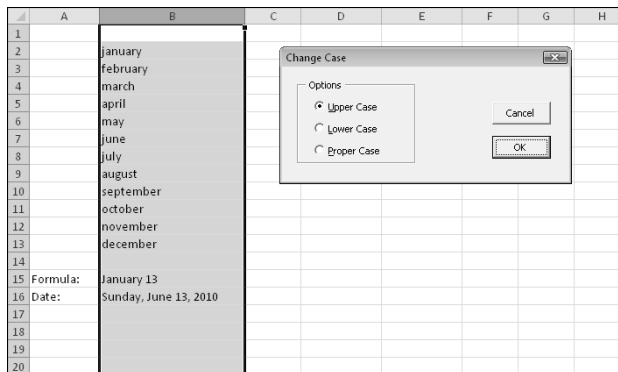 A B C D E F G H
1
2 january
3 february
4 march
5 april
6 may
7 june
8 july
9 august
10 september
11 october
12 november
13 december
14
15 Formula: January 13
16 Date: Sunday, June 13, 2010
17
18
19
20
Change Case
Options
Upper Case
Lower Case
Proper Case
Cancel
OK